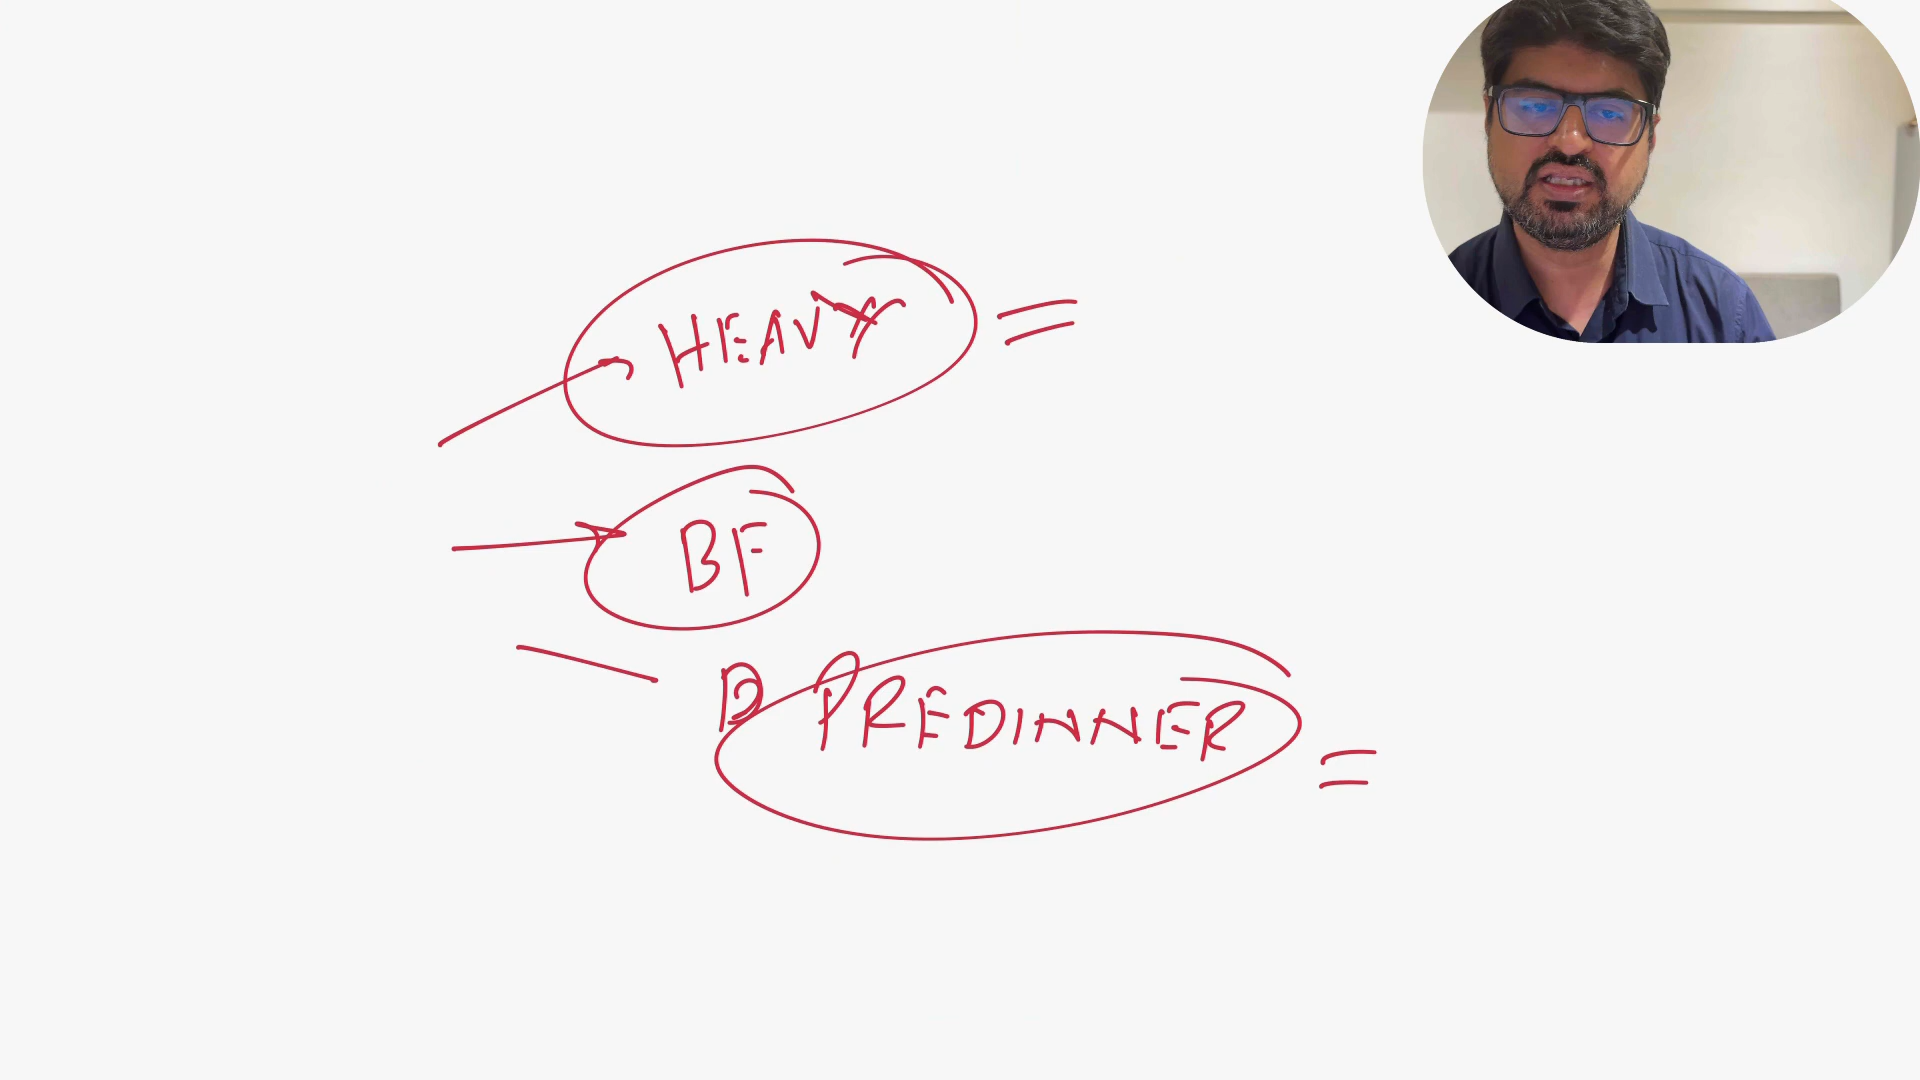 HEAVY =
BF
PREDINNER =